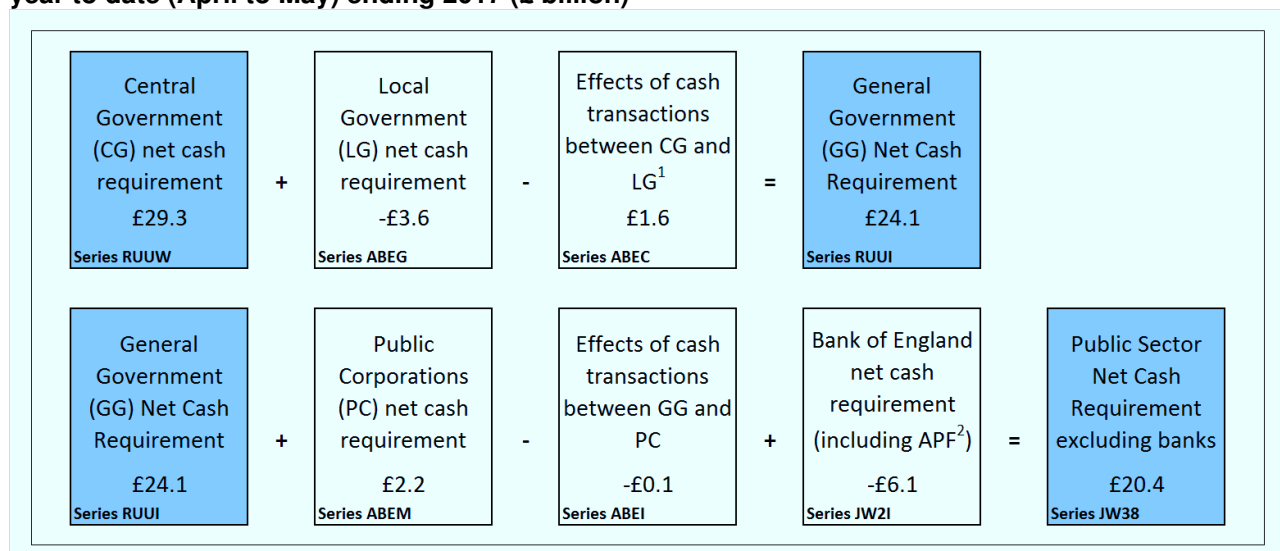 year to date (April to May) ending 2017 (£ billion)
Central
Government
(CG) net cash
requirement
£29.3
Series RUUW
+
Local
Government
(LG) net cash
requirement
-£3.6
Series ABEG
-
Effects of cash
transactions
between CG and
LG1
£1.6
Series ABEC
=
General
Government
(GG) Net Cash
Requirement
£24.1
Series RUUI
General
Government
(GG) Net Cash
Requirement
£24.1
Series RUUI
+
Public
Corporations
(PC) net cash
requirement
£2.2
Series ABEM
-
Effects of cash
transactions
between GG and
PC
-£0.1
Series ABEI
+
Bank of England
net cash
requirement
(including APF2)
-£6.1
Series JW2I
=
Public Sector
Net Cash
Requirement
excluding banks
£20.4
Series JW38